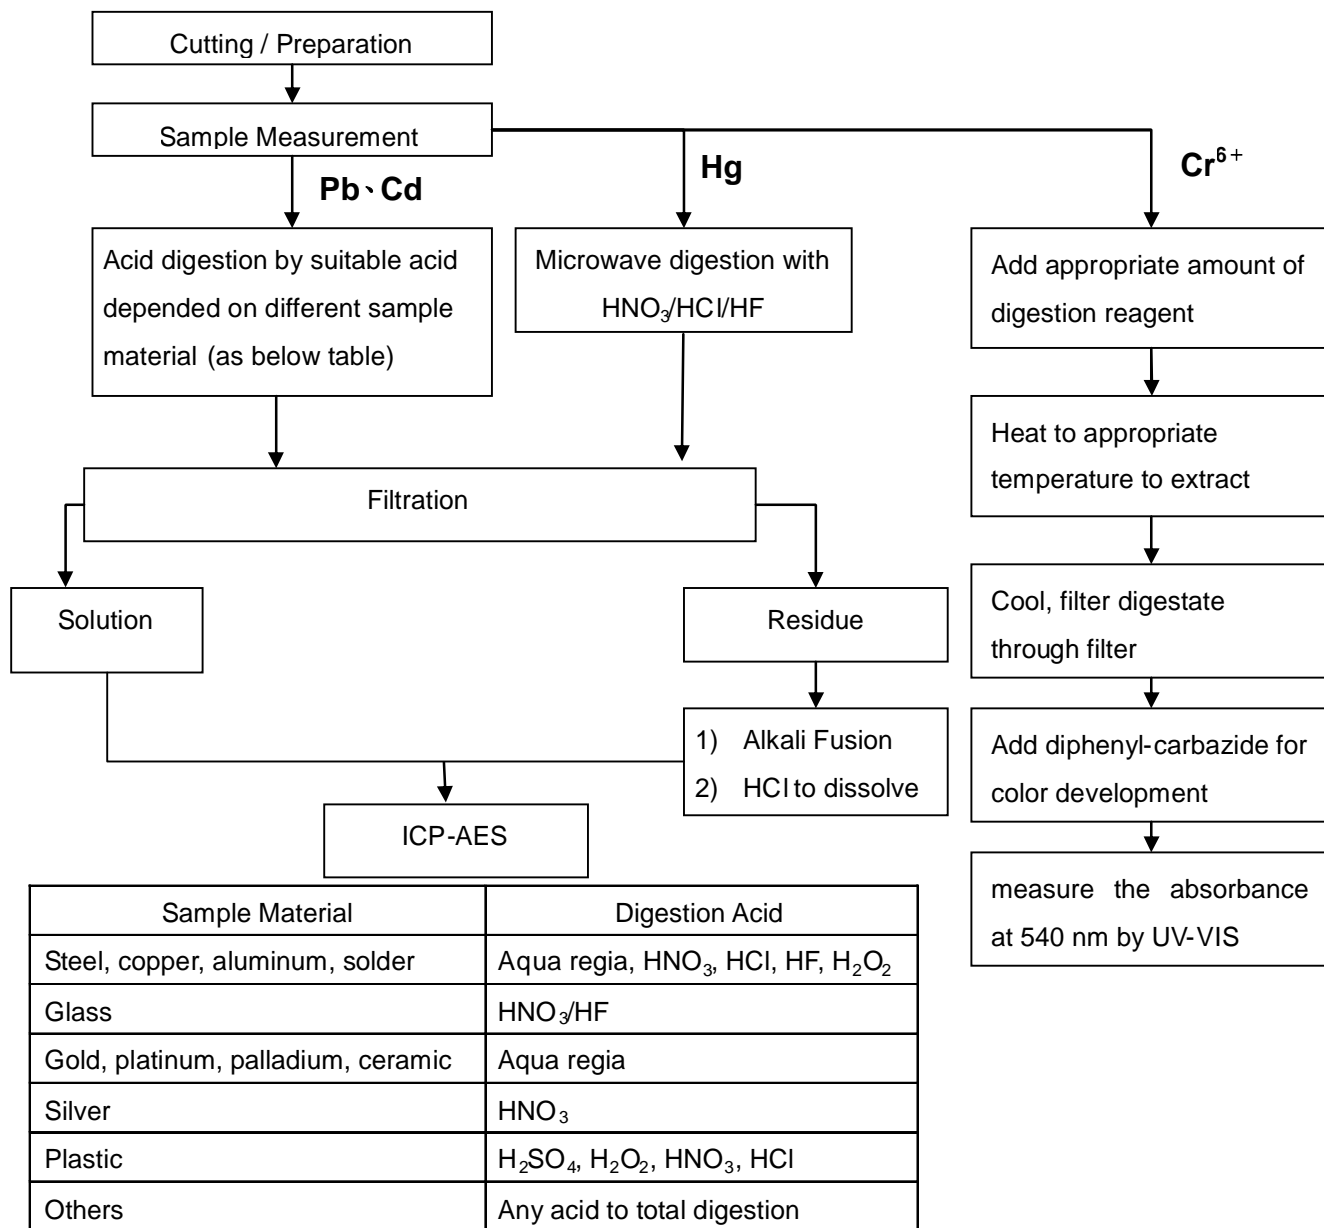 Cutting / Preparation
Sample Measurement
Pb、Cd
Hg
Cr⁶⁺
Acid digestion by suitable acid
depended on different sample
material (as below table)
Microwave digestion with
HNO₃/HCl/HF
Add appropriate amount of
digestion reagent
Heat to appropriate
temperature to extract
Filtration
Solution
Residue
Cool, filter digestate
through filter
1) Alkali Fusion
2) HCl to dissolve
Add diphenyl-carbazide for
color development
ICP-AES
measure the absorbance
at 540 nm by UV-VIS
Sample Material Digestion Acid
Steel, copper, aluminum, solder Aqua regia, HNO₃, HCl, HF, H₂O₂
Glass HNO₃/HF
Gold, platinum, palladium, ceramic Aqua regia
Silver HNO₃
Plastic H₂SO₄, H₂O₂, HNO₃, HCl
Others Any acid to total digestion